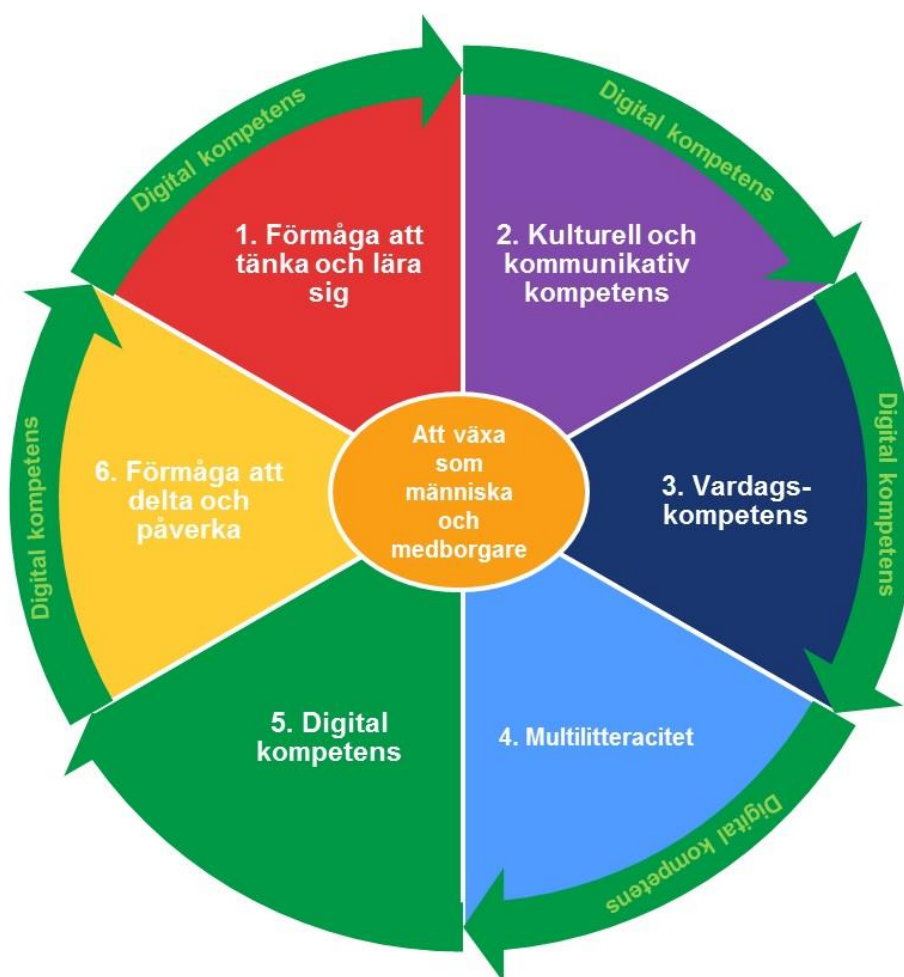 Digital kompetens
Digital kompetens
1. Förmåga att
tänka och lära
sig
2. Kulturell och
kommunikativ
kompetens
Digital kompetens
3. Vardags-
kompetens
Att växa
som
människa
och
medborgare
6. Förmåga att
delta och
påverka
Digital kompetens
5. Digital
kompetens
4. Multilitteracitet
Digital kompetens